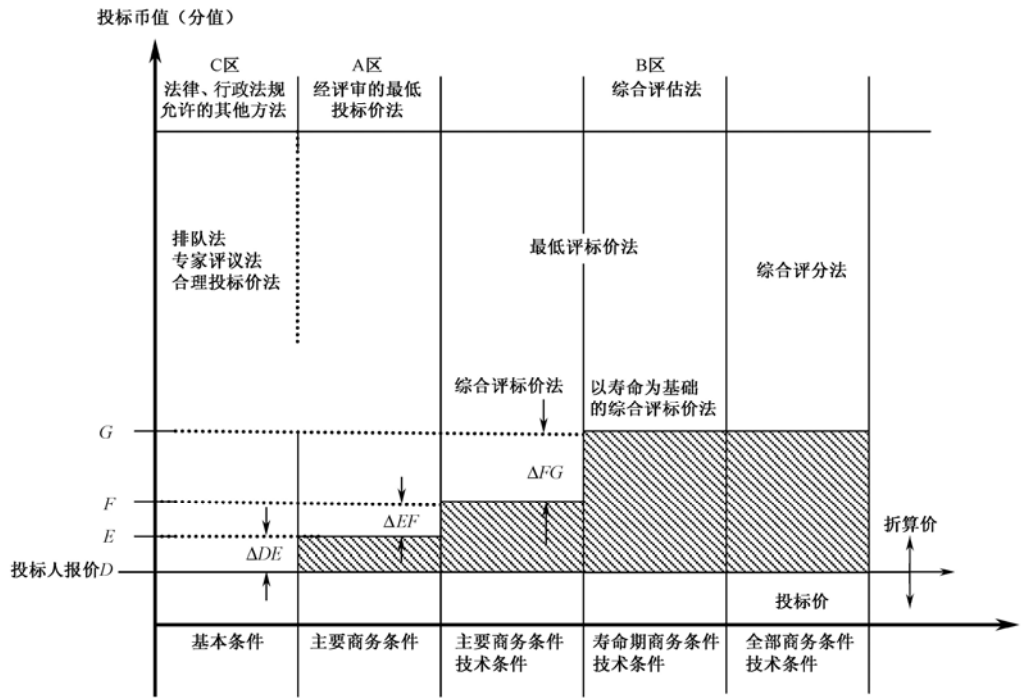 投标币值（分值）
C区
法律、行政法规
允许的其他方法
A区
经评审的最低
投标价法
B区
综合评估法
排队法
专家评议法
合理投标价法
最低评标价法
综合评分法
综合评标价法
以寿命为基础
的综合评标价法
G
ΔFG
F
ΔEF
E
ΔDE
折算价
投标人报价D
投标价
基本条件
主要商务条件
主要商务条件
技术条件
寿命期商务条件
技术条件
全部商务条件
技术条件